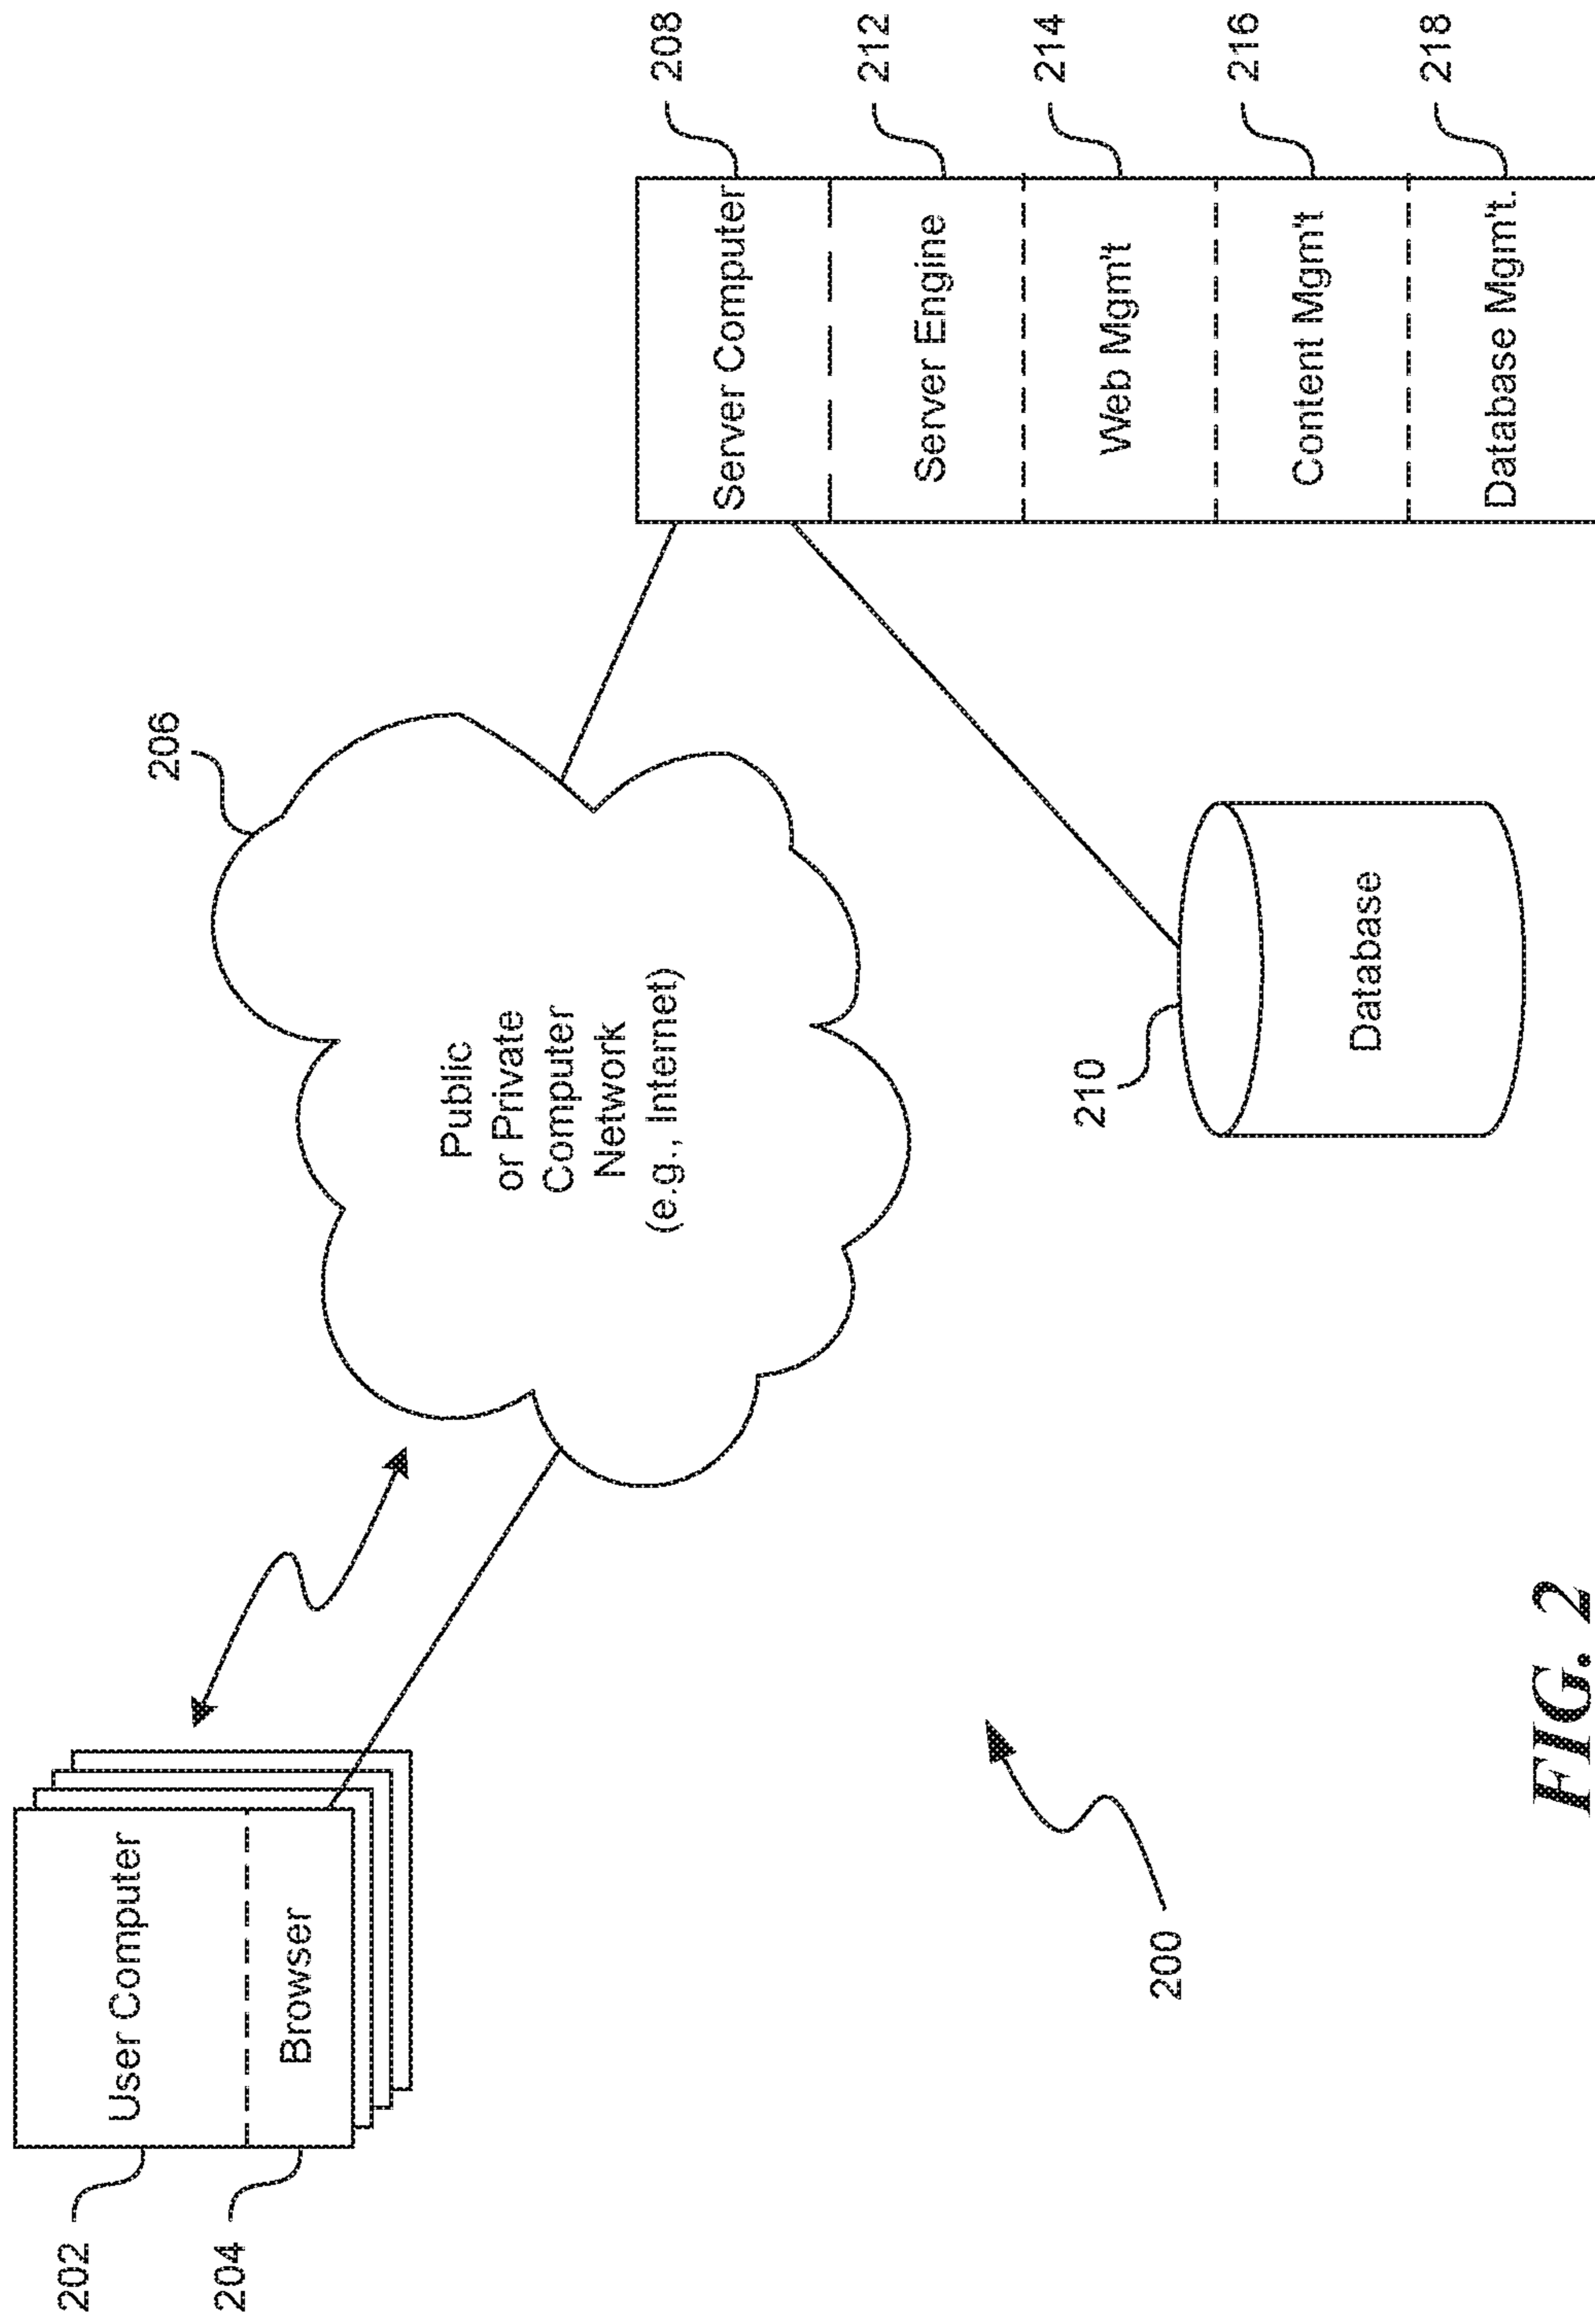 202
User Computer
204
Browser
206
Public
or Private
Computer
Network
(e.g., Internet)
208
Server Computer
212
Server Engine
214
Web Mgm't
216
Content Mgm't
218
Database Mgm't.
210
Database
200
FIG. 2